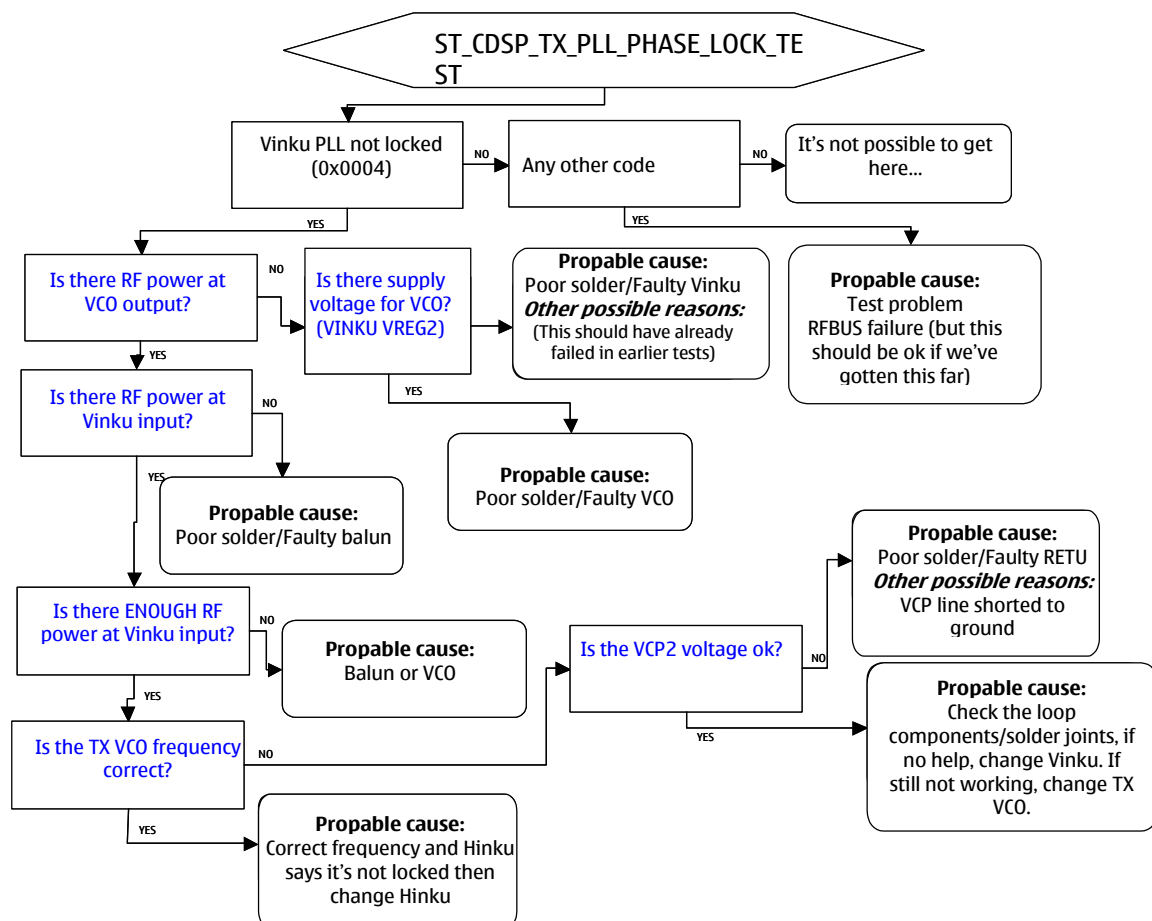 ST_CDSP_TX_PLL_PHASE_LOCK_TE
ST
Vinku PLL not locked
(0x0004)
NO
Any other code
NO
It's not possible to get
here...
YES
YES
Is there RF power at
VCO output?
NO
Is there supply
voltage for VCO?
(VINKU VREG2)
Propable cause:
Poor solder/Faulty Vinku
Other possible reasons:
(This should have already
failed in earlier tests)
Propable cause:
Test problem
RFBUS failure (but this
should be ok if we've
gotten this far)
YES
Is there RF power at
Vinku input?
NO
YES
YES
Propable cause:
Poor solder/Faulty balun
Propable cause:
Poor solder/Faulty VCO
Is there ENOUGH RF
power at Vinku input?
NO
Propable cause:
Balun or VCO
Is the VCP2 voltage ok?
NO
Propable cause:
Poor solder/Faulty RETU
Other possible reasons:
VCP line shorted to
ground
YES
Is the TX VCO frequency
correct?
NO
YES
Propable cause:
Check the loop
components/solder joints, if
no help, change Vinku. If
still not working, change TX
VCO.
YES
Propable cause:
Correct frequency and Hinku
says it's not locked then
change Hinku